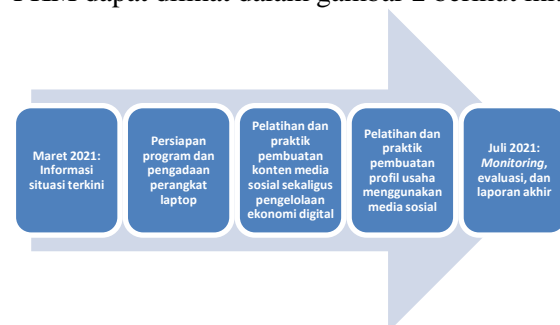 dapat dilihat dalam gambar 2 berikut ini.
Maret 2021:
Informasi
situasi terkini
Persiapan
program dan
pengadaan
perangkat
laptop
Pelatihan dan
praktik
pembuatan
konten media
sosial sekaligus
pengelolaan
ekonomi digital
Pelatihan dan
praktik
pembuatan
profil usaha
menggunakan
media sosial
Juli 2021:
Monitoring,
evaluasi, dan
laporan akhir